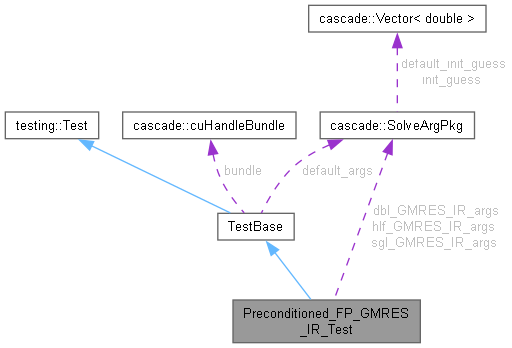 cascade::Vector< double >
default_init_guess
init_guess
testing::Test
cascade::cuHandleBundle
cascade::SolveArgPkg
bundle
default_args
dbl_GMRES_IR_args
hlf_GMRES_IR_args
sgl_GMRES_IR_args
TestBase
Preconditioned_FP_GMRES
_IR_Test